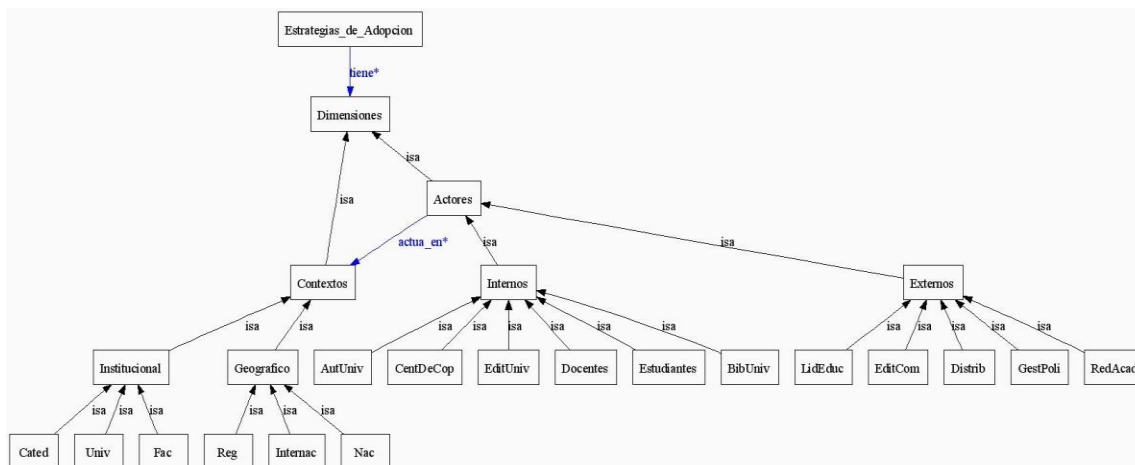 Estrategias_de_Adopcion
tiene*
Dimensiones
isa
isa
Actores
actua_en*
isa
isa
Contextos
Internos
Externos
isa
isa
isa
isa
isa
isa
isa
isa
isa
isa
isa
isa
isa
Institucional
Geografico
AutUniv
CentDeCop
EditUniv
Docentes
Estudiantes
BibUniv
LidEduc
EditCom
Distrib
GestPoli
RedAcad
isa
isa
isa
isa
isa
isa
Cated
Univ
Fac
Reg
Internac
Nac